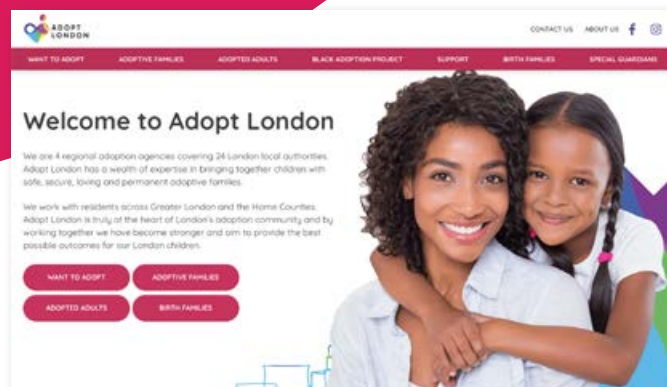 ADOPT
LONDON
CONTACT US ABOUT US
WANT TO ADOPT ADOPTIVE FAMILIES ADOPTED ADULTS BLACK ADOPTION PROJECT SUPPORT BIRTH FAMILIES SPECIAL GUARDIANS
Welcome to Adopt London
We are 4 regional adoption agencies covering 24 London local authorities.
Adopt London has a wealth of expertise in bringing together children with
safe, secure, loving and permanent adoptive families.
We work with residents across Greater London and the Home Counties.
Adopt London is truly at the heart of London's adoption community and by
working together we have become stronger and aim to provide the best
possible outcomes for our London children.
WANT TO ADOPT ADOPTIVE FAMILIES
ADOPTED ADULTS BIRTH FAMILIES